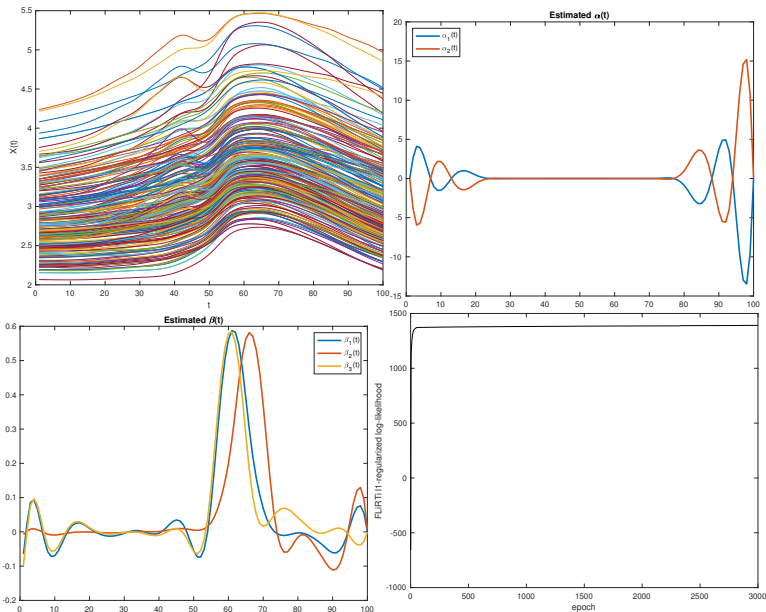 5.5
5
4.5
4
3.5
3
2.5
2
X(t)
0 10 20 30 40 50 60 70 80 90 100
t
Estimated α(t)
20
15
10
5
0
-5
-10
-15
α1(t)
α2(t)
0 10 20 30 40 50 60 70 80 90 100
Estimated β(t)
0.6
0.5
0.4
0.3
0.2
0.1
0
-0.1
-0.2
β1(t)
β2(t)
β3(t)
0 10 20 30 40 50 60 70 80 90 100
1500
1000
500
0
-500
-1000
FLiRTI l1-regularized log-likelihood
0 500 1000 1500 2000 2500 3000
epoch